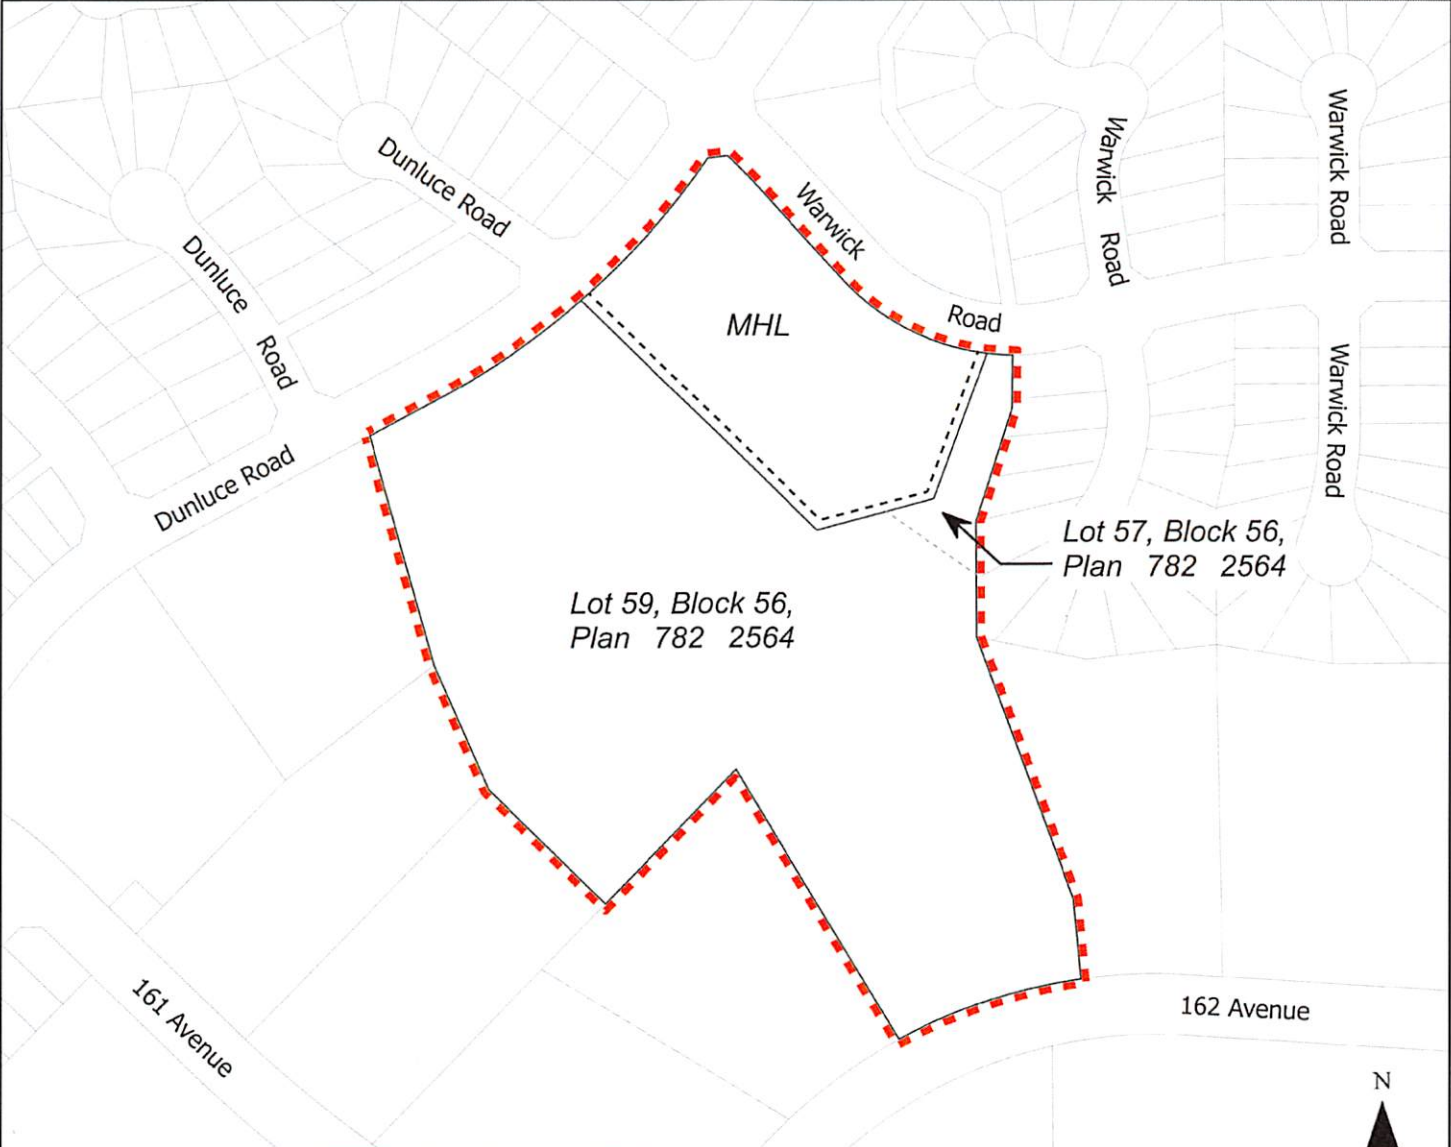 Warwick Road
Warwick
Road
Dunluce Road
Warwick
Dunluce
Road
Road
MHL
Warwick Road
Dunluce Road
Lot 57, Block 56,
Plan 782 2564
Lot 59, Block 56,
Plan 782 2564
161 Avenue
162 Avenue
N